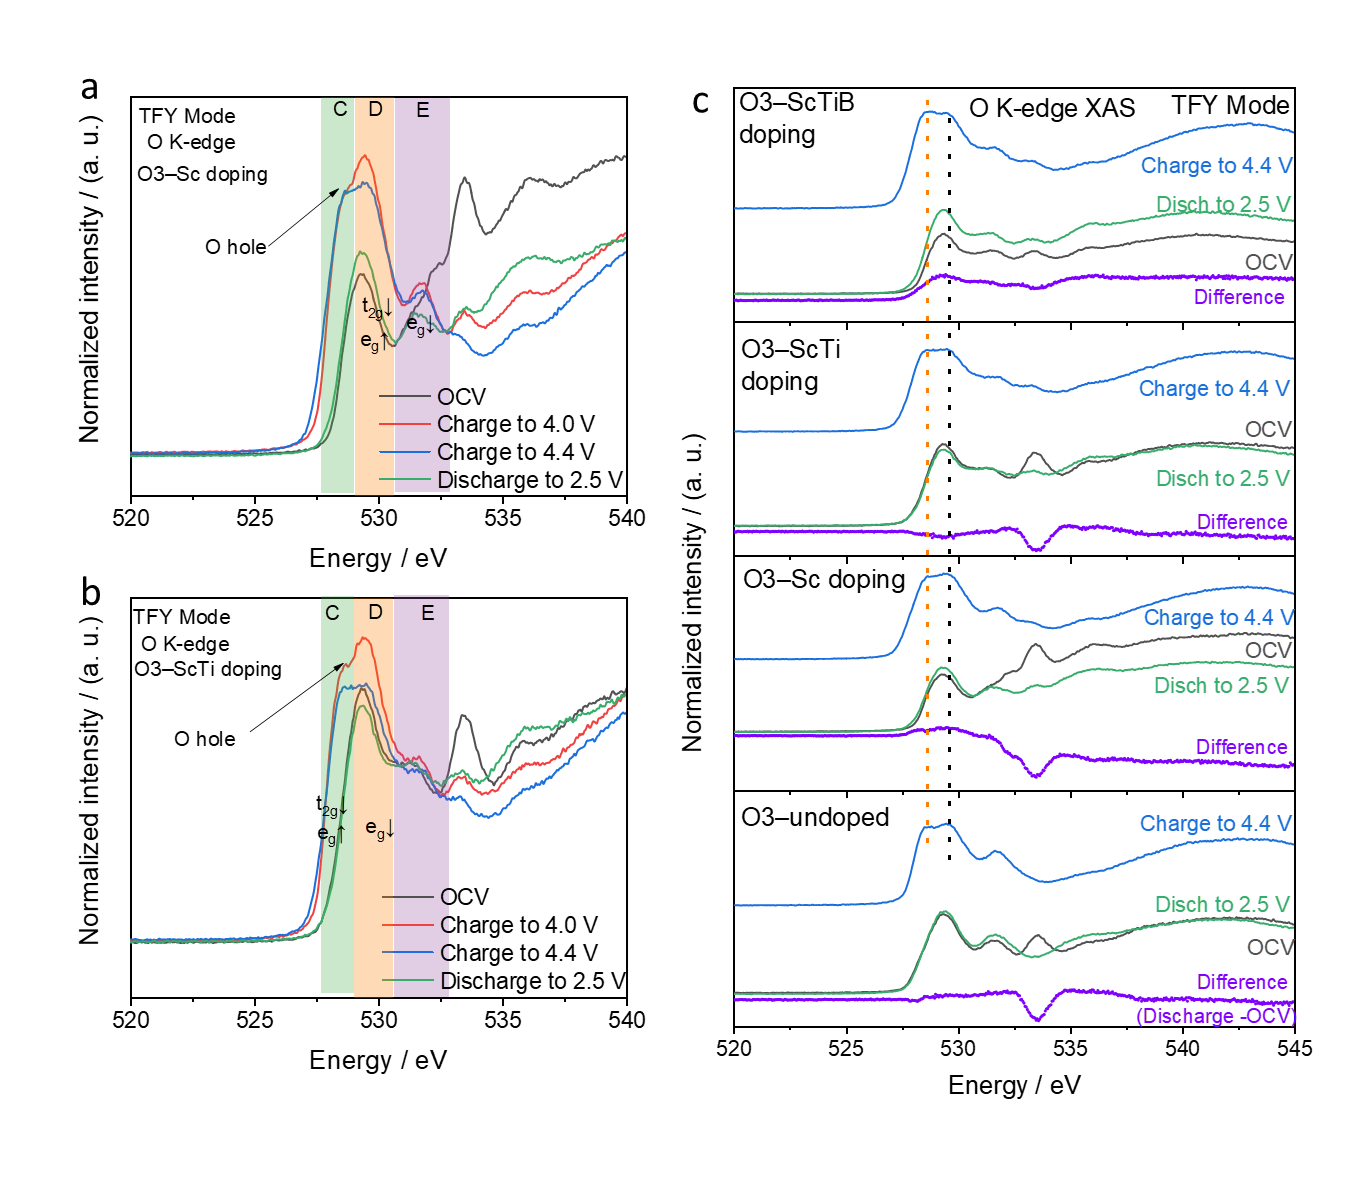 a
TFY Mode
O K-edge
O3–Sc doping
C
D
E
O hole
t2g↓
eg↑
eg↓
OCV
Charge to 4.0 V
Charge to 4.4 V
Discharge to 2.5 V
Normalized intensity / (a. u.)
520
525
530
535
540
Energy / eV
b
TFY Mode
O K-edge
O3–ScTi doping
C
D
E
O hole
t2g↓
eg↑
eg↓
OCV
Charge to 4.0 V
Charge to 4.4 V
Discharge to 2.5 V
Normalized intensity / (a. u.)
520
525
530
535
540
Energy / eV
c
O3–ScTiB
doping
O K-edge XAS
TFY Mode
Charge to 4.4 V
Disch to 2.5 V
OCV
Difference
O3–ScTi
doping
Charge to 4.4 V
OCV
Disch to 2.5 V
Difference
O3–Sc doping
Charge to 4.4 V
OCV
Disch to 2.5 V
Difference
O3–undoped
Charge to 4.4 V
Disch to 2.5 V
OCV
Difference
(Discharge -OCV)
Normalized intensity / (a. u.)
520
525
530
535
540
545
Energy / eV